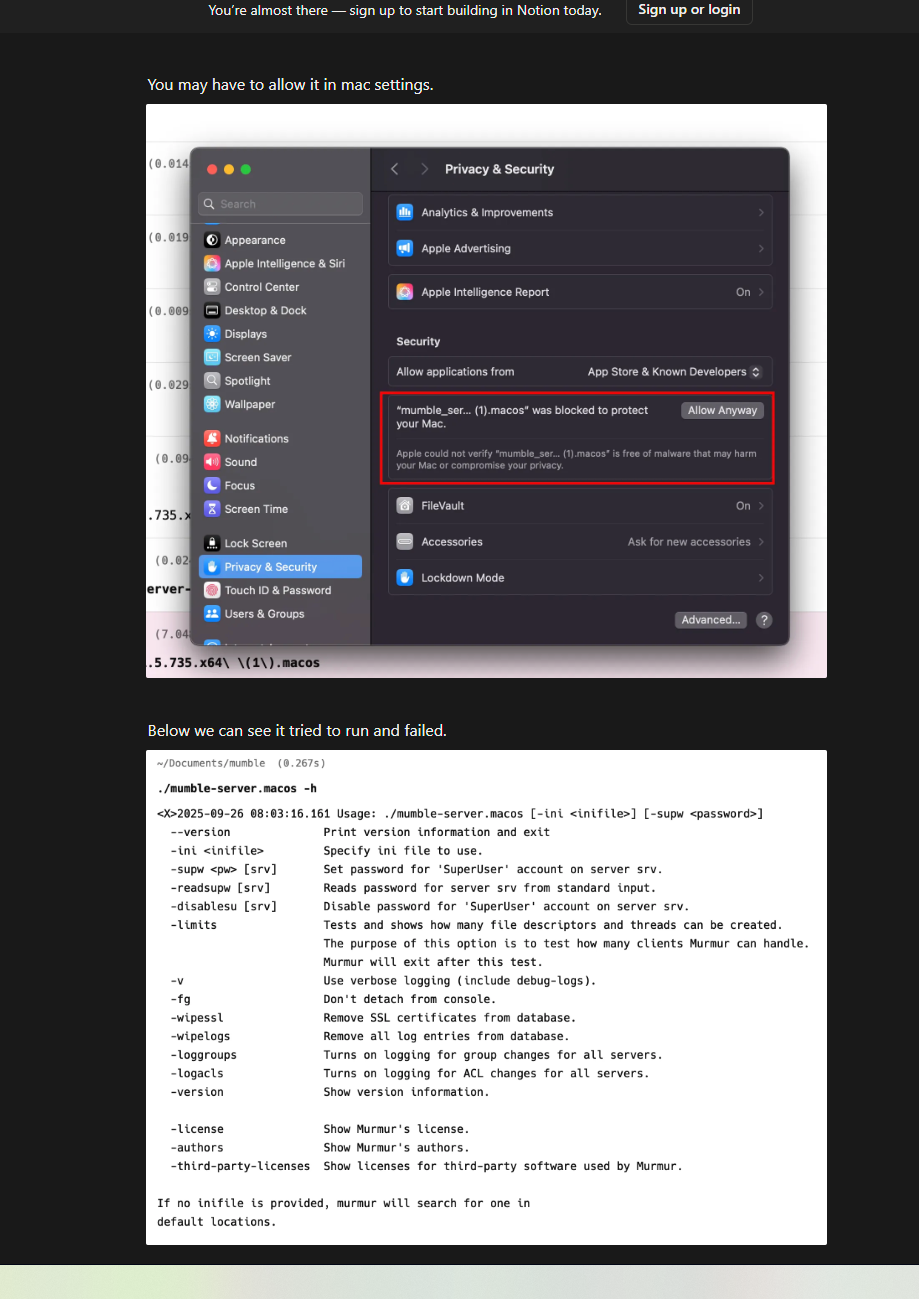 You're almost there — sign up to start building in Notion today.
Sign up or login
You may have to allow it in mac settings.
(0.014
(0.019
(0.009
(0.029
(0.09
.735.x
(0.02
erver-
(7.04
.5.735.x64\ \(1\).macos
Search
Appearance
Apple Intelligence & Siri
Control Center
Desktop & Dock
Displays
Screen Saver
Spotlight
Wallpaper
Notifications
Sound
Focus
Screen Time
Lock Screen
Privacy & Security
Touch ID & Password
Users & Groups
Privacy & Security
Analytics & Improvements
Apple Advertising
Apple Intelligence Report
On
Security
Allow applications from
App Store & Known Developers
"mumble_ser... (1).macos" was blocked to protect
your Mac.
Allow Anyway
Apple could not verify "mumble_ser... (1).macos" is free of malware that may harm
your Mac or compromise your privacy.
FileVault
On
Accessories
Ask for new accessories
Lockdown Mode
Advanced...
?
Below we can see it tried to run and failed.
~/Documents/mumble (0.267s)
./mumble-server.macos -h
<X>2025-09-26 08:03:16.161 Usage: ./mumble-server.macos [-ini <inifile>] [-supw <password>]
--version Print version information and exit
-ini <inifile> Specify ini file to use.
-supw <pw> [srv] Set password for 'SuperUser' account on server srv.
-readsupw [srv] Reads password for server srv from standard input.
-disablesu [srv] Disable password for 'SuperUser' account on server srv.
-limits Tests and shows how many file descriptors and threads can be created.
The purpose of this option is to test how many clients Murmur can handle.
Murmur will exit after this test.
-v Use verbose logging (include debug-logs).
-fg Don't detach from console.
-wipessl Remove SSL certificates from database.
-wipelogs Remove all log entries from database.
-loggroups Turns on logging for group changes for all servers.
-logacls Turns on logging for ACL changes for all servers.
-version Show version information.
-license Show Murmur's license.
-authors Show Murmur's authors.
-third-party-licenses Show licenses for third-party software used by Murmur.
If no inifile is provided, murmur will search for one in
default locations.